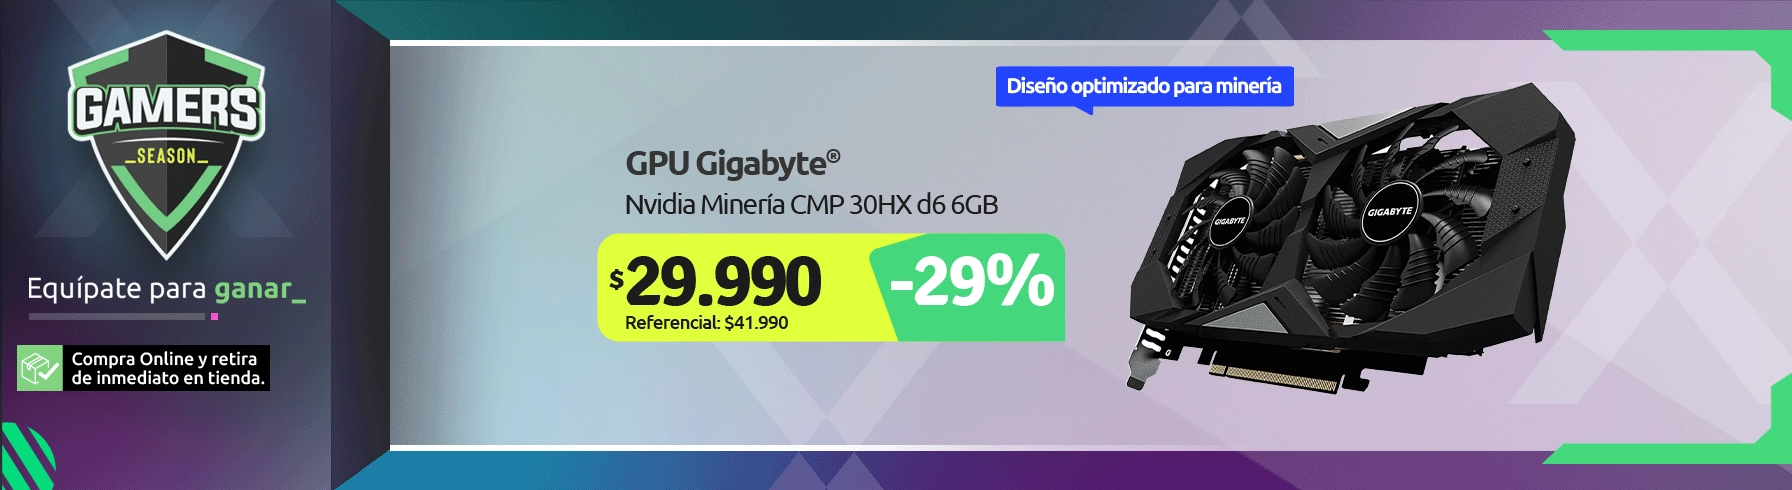 GAMERS
_SEASON_
Equípate para ganar_
Compra Online y retira
de inmediato en tienda.
Diseño optimizado para minería
GPU Gigabyte®
Nvidia Minería CMP 30HX d6 6GB
$29.990
-29%
Referencial: $41.990
GIGABYTE
GIGABYTE